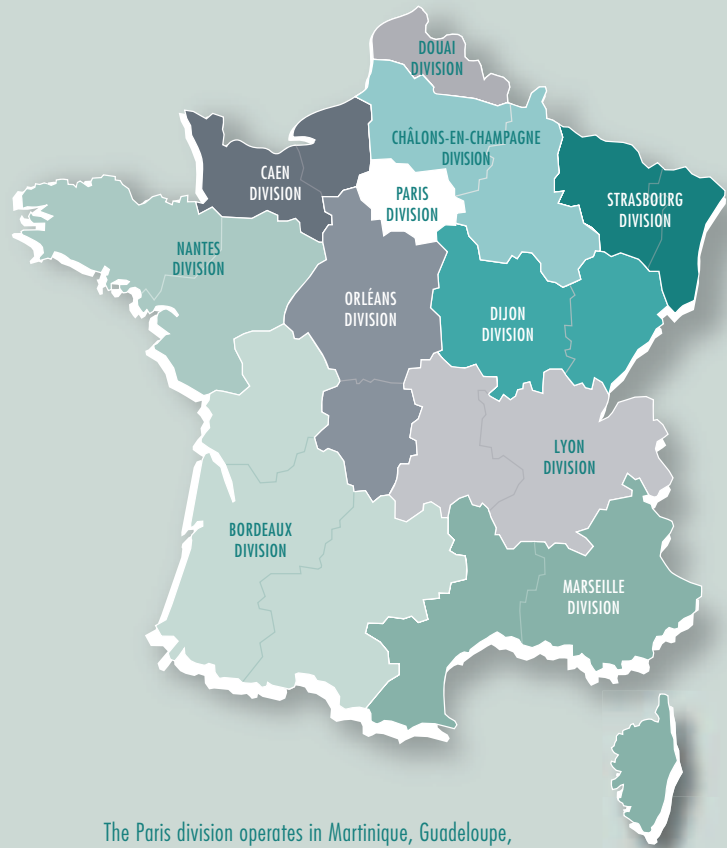 DOUAI
DIVISION
CHÂLONS-EN-CHAMPAGNE
DIVISION
CAEN
DIVISION
PARIS
DIVISION
STRASBOURG
DIVISION
NANTES
DIVISION
ORLÉANS
DIVISION
DIJON
DIVISION
LYON
DIVISION
BORDEAUX
DIVISION
MARSEILLE
DIVISION
The Paris division operates in Martinique, Guadeloupe,